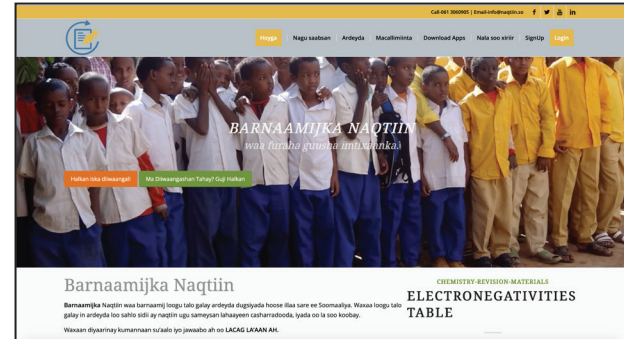 Call-061 3060905 | Email-info@naqtiin.so
Hoyga Nagu saabsan Ardeyda Macallimiinta Download Apps Nala soo xiriir SignUp Login
BARNAAMIJKA NAQTIIN
waa furaha guusha imtixaanka.
Halkan Iska diiwaangali Ma Diiwaangashan Tahay? Guji Halkan
Barnaamijka Naqtiin
Barnaamijka Naqtiin waa barnaamij loogu talo galay ardeyda dugsiyada hoose illaa sare ee Soomaaliya. Waxaa loogu talo
galay in ardeyda loo sahlo sidii ay naqtiin ugu sameysan lahaayeen casharradooda, iyada oo la soo koobay.
Waxaan diyaarinay kumannaan su'aalo iyo jawaabo ah oo LACAG LA'AAN AH.
CHEMISTRY-REVISION-MATERIALS
ELECTRONEGATIVITIES
TABLE